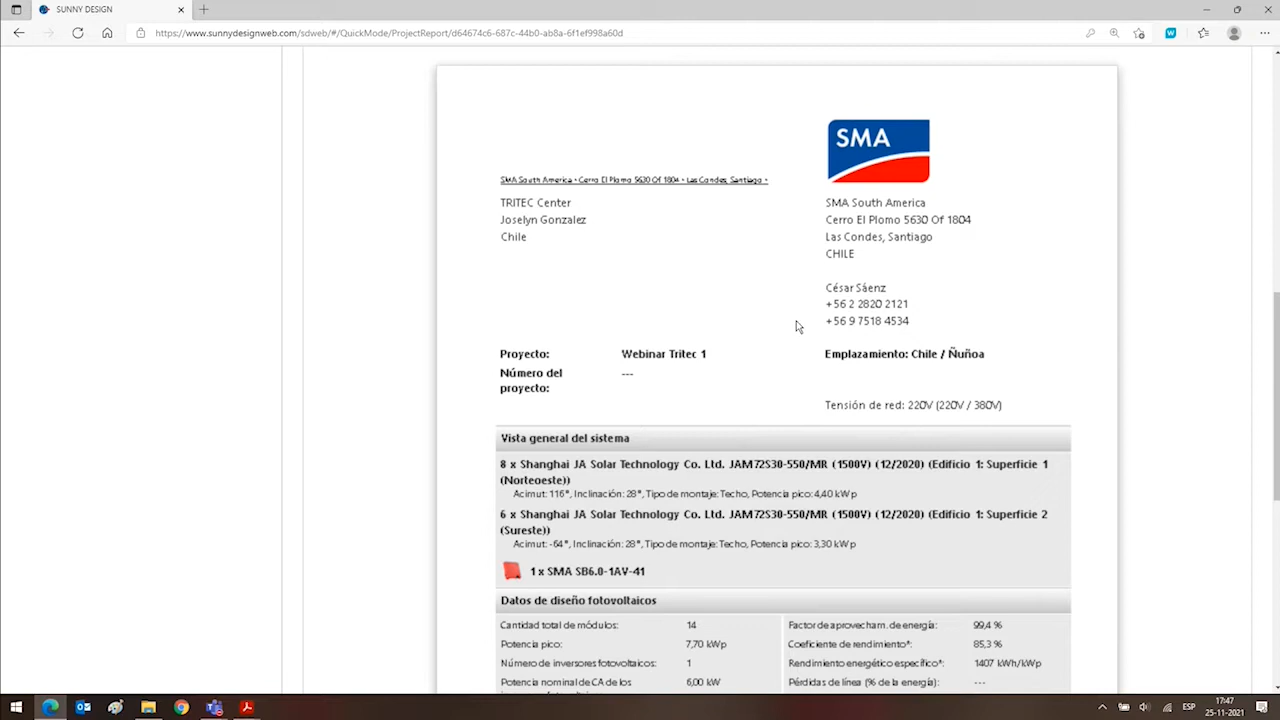 SUNNY DESIGN
https://www.sunnydesignweb.com/sdweb/#/QuickMode/ProjectReport/d64674c6-687c-44b0-ab8a-6f1ef998a60d
SMA
SMA South America • Cerro El Plomo 5630 Of 1804 • Las Condes, Santiago •
TRITEC Center
Joselyn Gonzalez
Chile
SMA South America
Cerro El Plomo 5630 Of 1804
Las Condes, Santiago
CHILE
César Sáenz
+56 2 2820 2121
+56 9 7518 4534
Proyecto: Webinar Tritec 1
Número del proyecto: ---
Emplazamiento: Chile / Ñuñoa
Tensión de red: 220V (220V / 380V)
Vista general del sistema
8 x Shanghai JA Solar Technology Co. Ltd. JAM72S30-550/MR (1500V) (12/2020) (Edificio 1: Superficie 1
(Norteoeste))
Acimut: 116°, Inclinación: 28°, Tipo de montaje: Techo, Potencia pico: 4,40 kWp
6 x Shanghai JA Solar Technology Co. Ltd. JAM72S30-550/MR (1500V) (12/2020) (Edificio 1: Superficie 2
(Sureste))
Acimut: -64°, Inclinación: 28°, Tipo de montaje: Techo, Potencia pico: 3,30 kWp
1 x SMA SB6.0-1AV-41
Datos de diseño fotovoltaicos
Cantidad total de módulos: 14 Factor de aprovecham. de energía: 99,4 %
Potencia pico: 7,70 kWp Coeficiente de rendimiento*: 85,3 %
Número de inversores fotovoltaicos: 1 Rendimiento energético específico*: 1407 kWh/kWp
Potencia nominal de CA de los 6,00 kW Pérdidas de línea (% de la energía): ---
ESP
17:47
25-11-2021